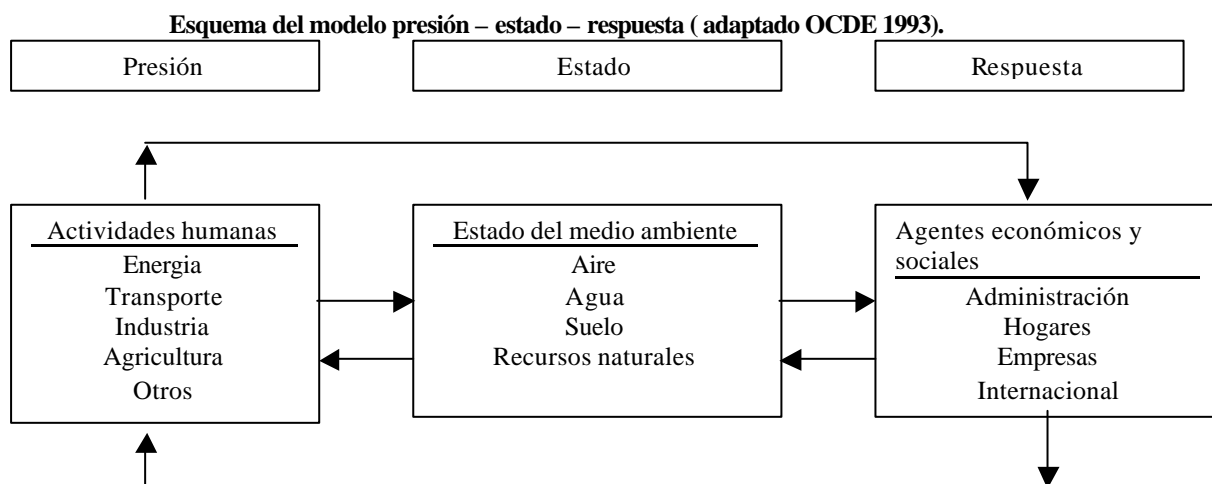 Esquema del modelo presión – estado – respuesta ( adaptado OCDE 1993).
Presión
Estado
Respuesta
Actividades humanas
Energia
Transporte
Industria
Agricultura
Otros
Estado del medio ambiente
Aire
Agua
Suelo
Recursos naturales
Agentes económicos y
sociales
Administración
Hogares
Empresas
Internacional